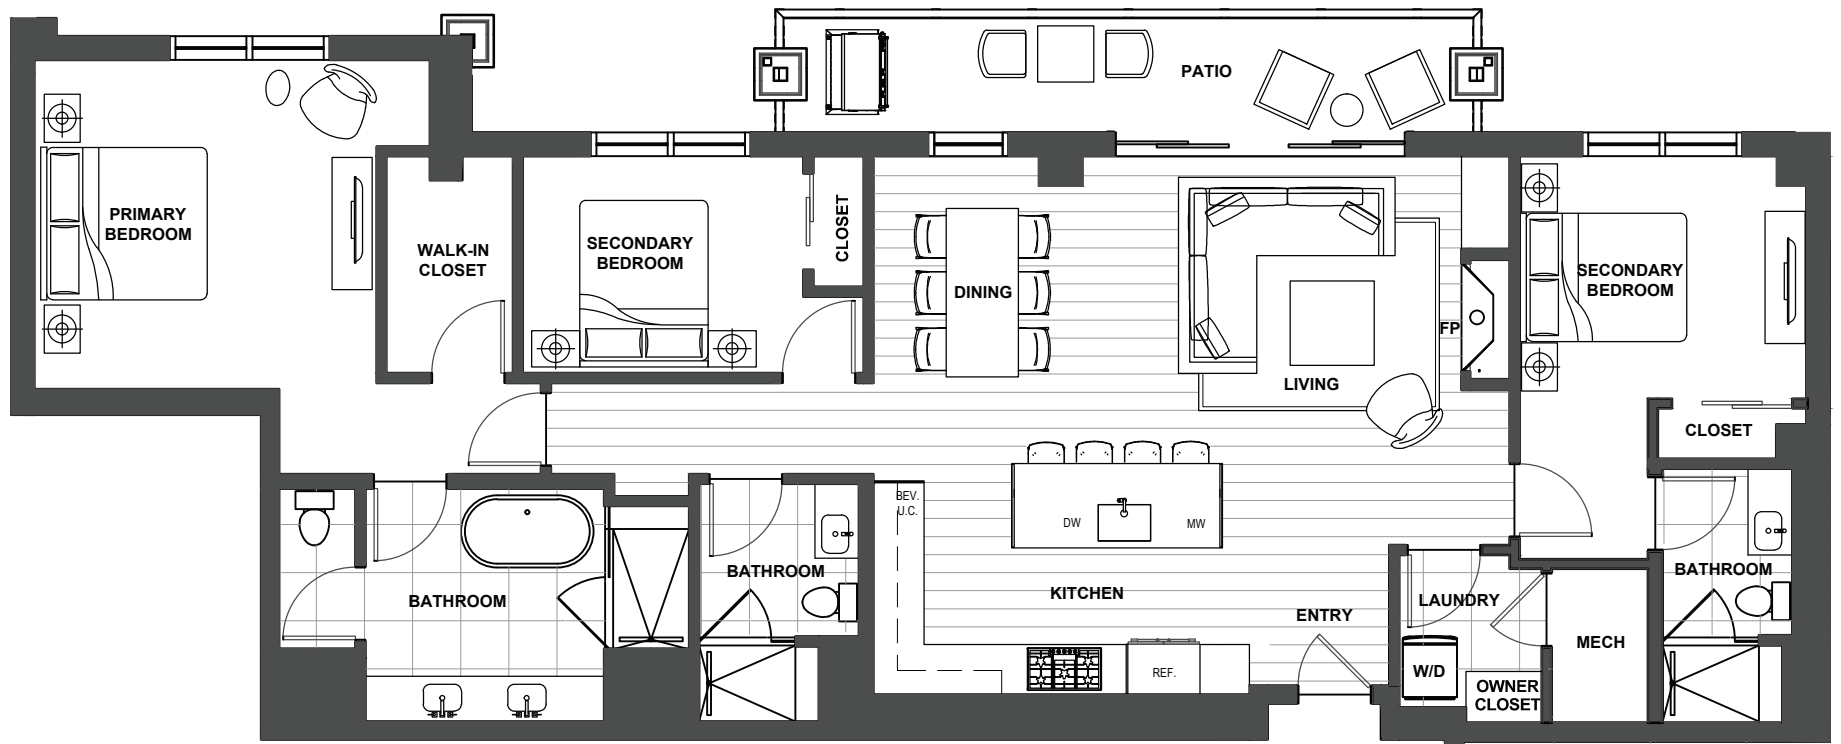 PATIO
PRIMARY
BEDROOM
WALK-IN
CLOSET
SECONDARY
BEDROOM
CLOSET
DINING
LIVING
FP
SECONDARY
BEDROOM
CLOSET
BEV.
U.C.
DW
MW
BATHROOM
BATHROOM
KITCHEN
ENTRY
REF.
LAUNDRY
W/D
OWNER
CLOSET
MECH
BATHROOM